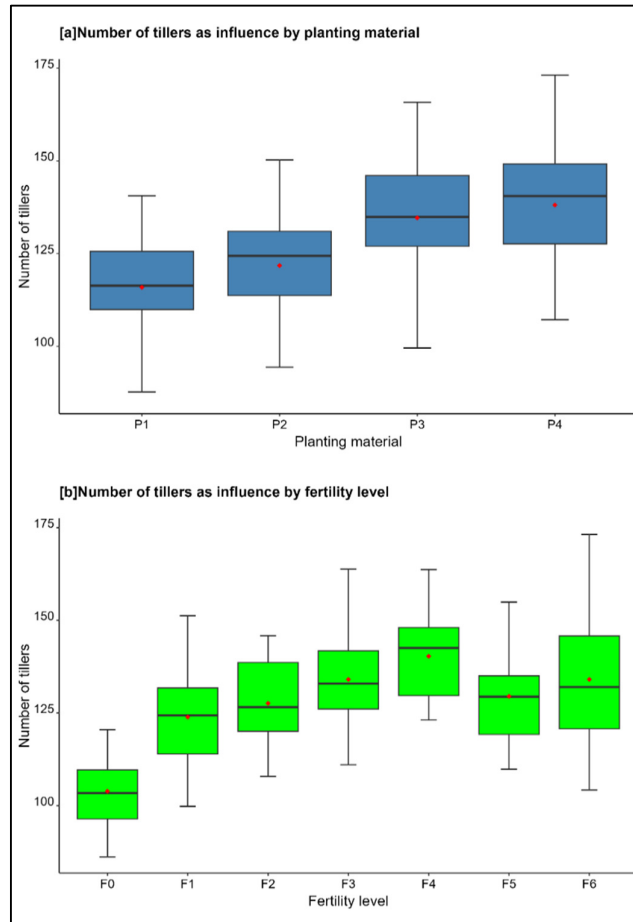 [a]Number of tillers as influence by planting material
175
150
125
100
Number of tillers
P1 P2 P3 P4
Planting material
[b]Number of tillers as influence by fertility level
175
150
125
100
Number of tillers
F0 F1 F2 F3 F4 F5 F6
Fertility level